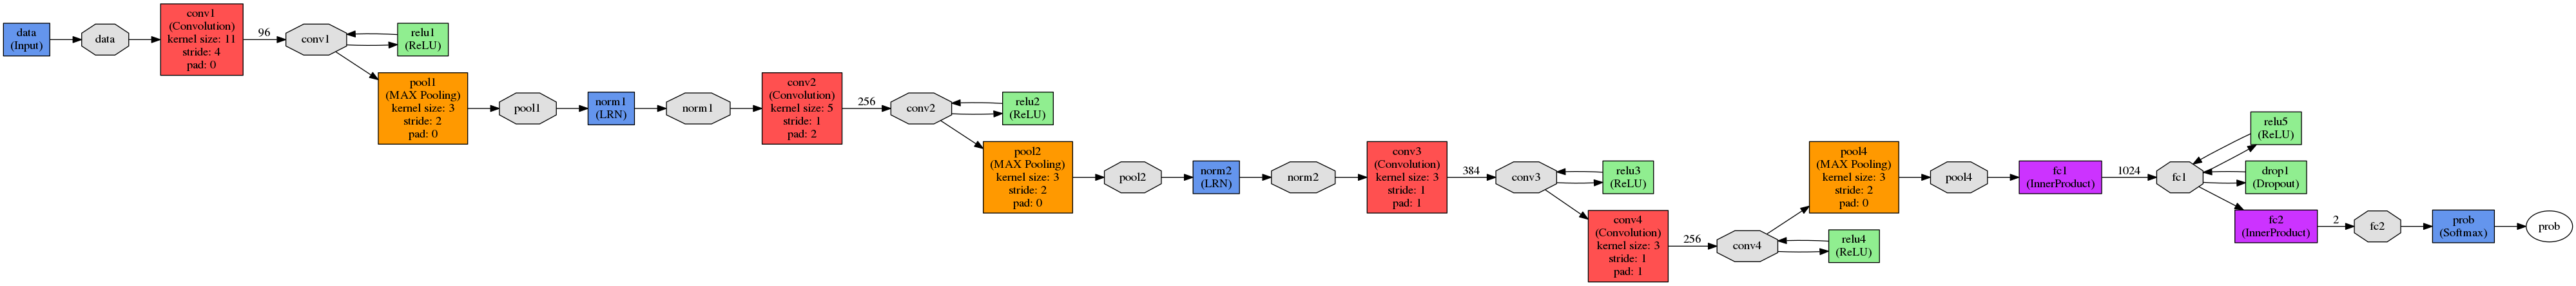 data
(Input)
data
conv1
(Convolution)
kernel size: 11
stride: 4
pad: 0
96
conv1
relu1
(ReLU)
pool1
(MAX Pooling)
kernel size: 3
stride: 2
pad: 0
pool1
norm1
(LRN)
norm1
conv2
(Convolution)
kernel size: 5
stride: 1
pad: 2
256
conv2
relu2
(ReLU)
pool2
(MAX Pooling)
kernel size: 3
stride: 2
pad: 0
pool2
norm2
(LRN)
norm2
conv3
(Convolution)
kernel size: 3
stride: 1
pad: 1
384
conv3
relu3
(ReLU)
conv4
(Convolution)
kernel size: 3
stride: 1
pad: 1
256
conv4
relu4
(ReLU)
pool4
(MAX Pooling)
kernel size: 3
stride: 2
pad: 0
pool4
fc1
(InnerProduct)
1024
fc1
relu5
(ReLU)
drop1
(Dropout)
fc2
(InnerProduct)
2
fc2
prob
(Softmax)
prob